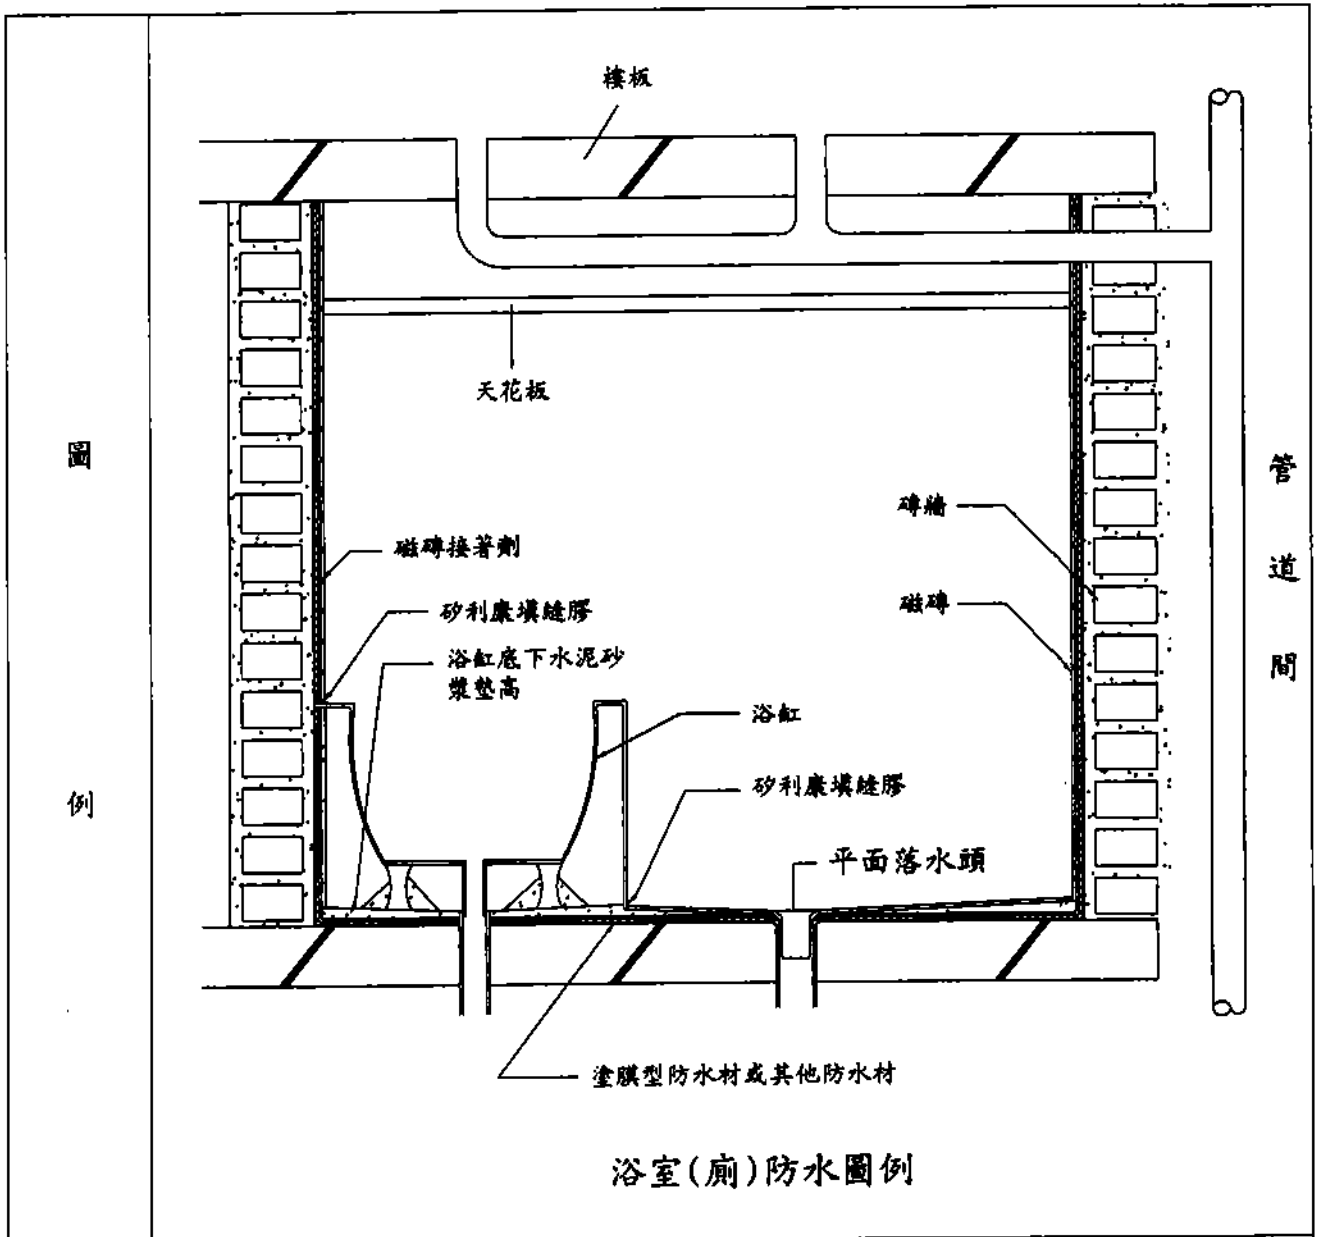 樓板
天花板
圖
例
管
道
間
磚牆
磁磚接著劑
磁磚
矽利康填縫膠
浴缸底下水泥砂
漿墊高
浴缸
矽利康填縫膠
平面落水頭
塗膜型防水材或其他防水材
浴室(廁)防水圖例